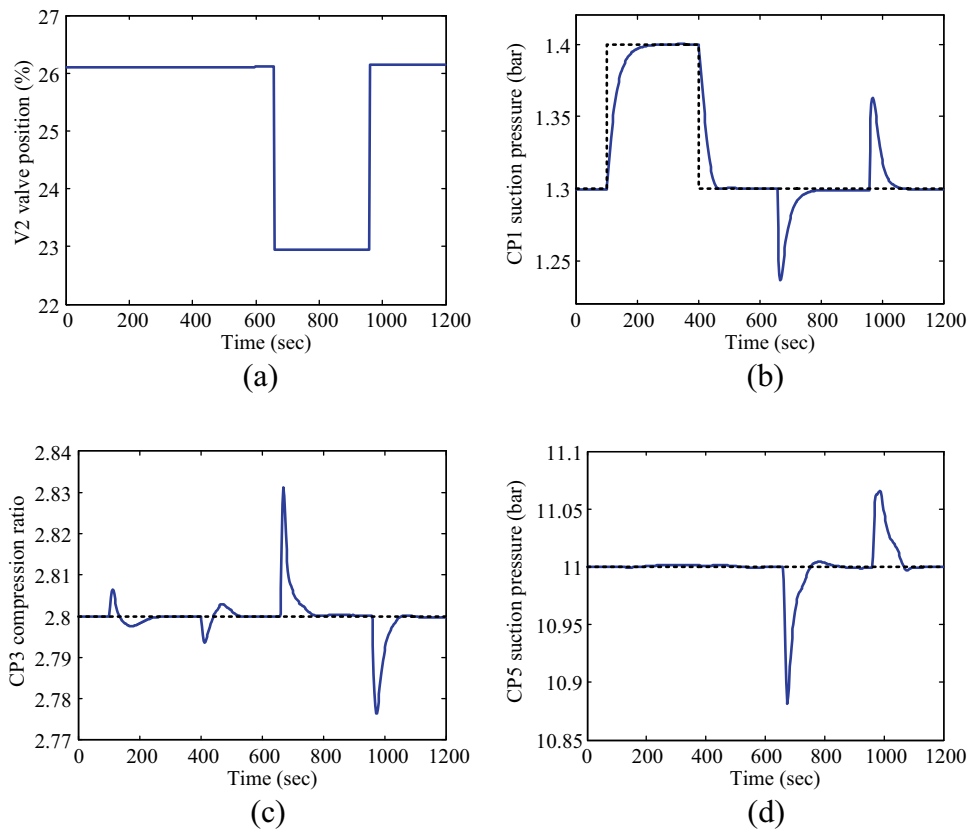 27
26
25
24
23
22
V2 valve position (%)
0 200 400 600 800 1000 1200
Time (sec)
(a)
1.4
1.35
1.3
1.25
CP1 suction pressure (bar)
0 200 400 600 800 1000 1200
Time (sec)
(b)
2.84
2.83
2.82
2.81
2.8
2.79
2.78
2.77
CP3 compression ratio
0 200 400 600 800 1000 1200
Time (sec)
(c)
11.1
11.05
11
10.95
10.9
10.85
CP5 suction pressure (bar)
0 200 400 600 800 1000 1200
Time (sec)
(d)